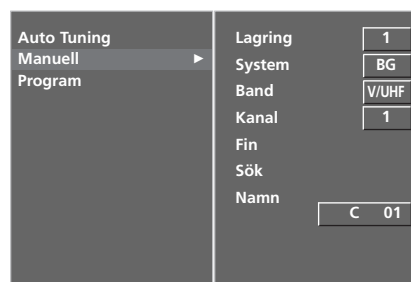 Auto Tuning
Manuell
Program
Lagring 1
System BG
Band V/UHF
Kanal 1
Fin
Sök
Namn
C 01